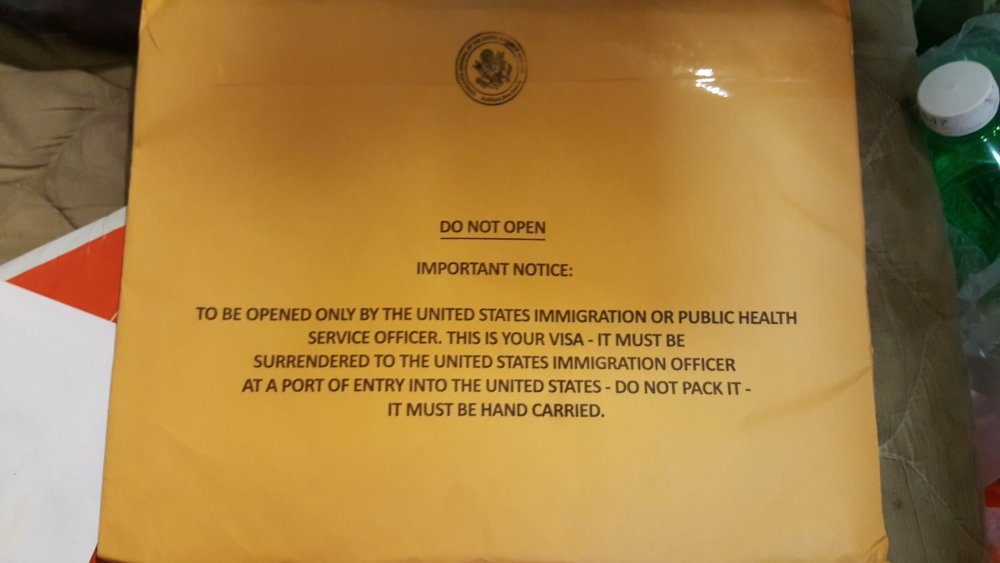 DO NOT OPEN
IMPORTANT NOTICE:
TO BE OPENED ONLY BY THE UNITED STATES IMMIGRATION OR PUBLIC HEALTH
SERVICE OFFICER. THIS IS YOUR VISA - IT MUST BE
SURRENDERED TO THE UNITED STATES IMMIGRATION OFFICER
AT A PORT OF ENTRY INTO THE UNITED STATES - DO NOT PACK IT -
IT MUST BE HAND CARRIED.